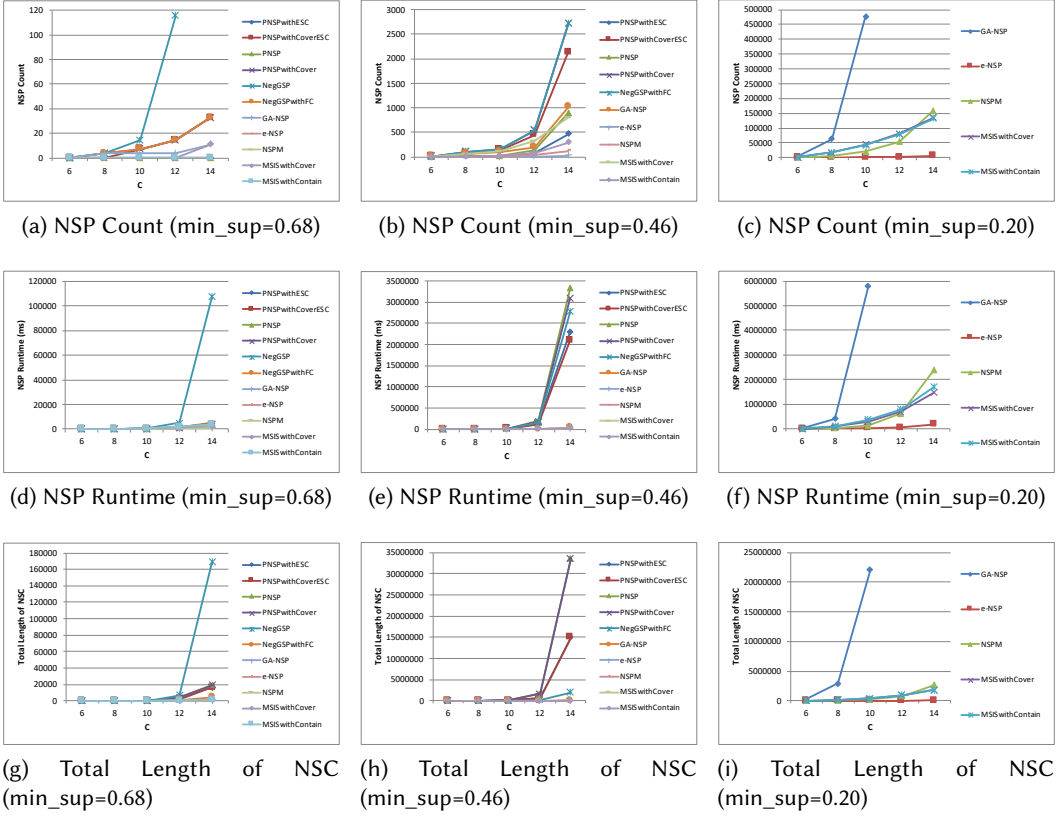 120
100
80
60
40
20
0
NSP Count
6 8 10 12 14
C
PNSPwithESC
PNSPwithCoverESC
PNSP
PNSPwithCover
NegGSP
NegGSPwithFC
GA-NSP
e-NSP
NSPM
MSISwithCover
MSISwithContain
(a) NSP Count (min_sup=0.68)
3000
2500
2000
1500
1000
500
0
NSP Count
6 8 10 12 14
C
PNSPwithESC
PNSPwithCoverESC
PNSP
PNSPwithCover
NegGSPwithFC
GA-NSP
e-NSP
NSPM
MSISwithCover
MSISwithContain
(b) NSP Count (min_sup=0.46)
500000
450000
400000
350000
300000
250000
200000
150000
100000
50000
0
NSP Count
6 8 10 12 14
C
GA-NSP
e-NSP
NSPM
MSISwithCover
MSISwithContain
(c) NSP Count (min_sup=0.20)
120000
100000
80000
60000
40000
20000
0
NSP Runtime (ms)
6 8 10 12 14
C
PNSPwithESC
PNSPwithCoverESC
PNSP
PNSPwithCover
NegGSP
NegGSPwithFC
GA-NSP
e-NSP
NSPM
MSISwithCover
MSISwithContain
(d) NSP Runtime (min_sup=0.68)
3500000
3000000
2500000
2000000
1500000
1000000
500000
0
NSP Runtime (ms)
6 8 10 12 14
C
PNSPwithESC
PNSPwithCoverESC
PNSP
PNSPwithCover
NegGSPwithFC
GA-NSP
e-NSP
NSPM
MSISwithCover
MSISwithContain
(e) NSP Runtime (min_sup=0.46)
6000000
5000000
4000000
3000000
2000000
1000000
0
NSP Runtime (ms)
6 8 10 12 14
C
GA-NSP
e-NSP
NSPM
MSISwithCover
MSISwithContain
(f) NSP Runtime (min_sup=0.20)
180000
160000
140000
120000
100000
80000
60000
40000
20000
0
Total Length of NSC
6 8 10 12 14
C
PNSPwithESC
PNSPwithCoverESC
PNSP
PNSPwithCover
NegGSP
NegGSPwithFC
GA-NSP
e-NSP
NSPM
MSISwithCover
MSISwithContain
(g) Total Length of NSC
(min_sup=0.68)
35000000
30000000
25000000
20000000
15000000
10000000
5000000
0
Total Length of NSC
6 8 10 12 14
C
PNSPwithESC
PNSPwithCoverESC
PNSP
PNSPwithCover
NegGSPwithFC
GA-NSP
e-NSP
NSPM
MSISwithCover
MSISwithContain
(h) Total Length of NSC
(min_sup=0.46)
25000000
20000000
15000000
10000000
5000000
0
Total Length of NSC
6 8 10 12 14
C
GA-NSP
e-NSP
NSPM
MSISwithCover
MSISwithContain
(i) Total Length of NSC
(min_sup=0.20)